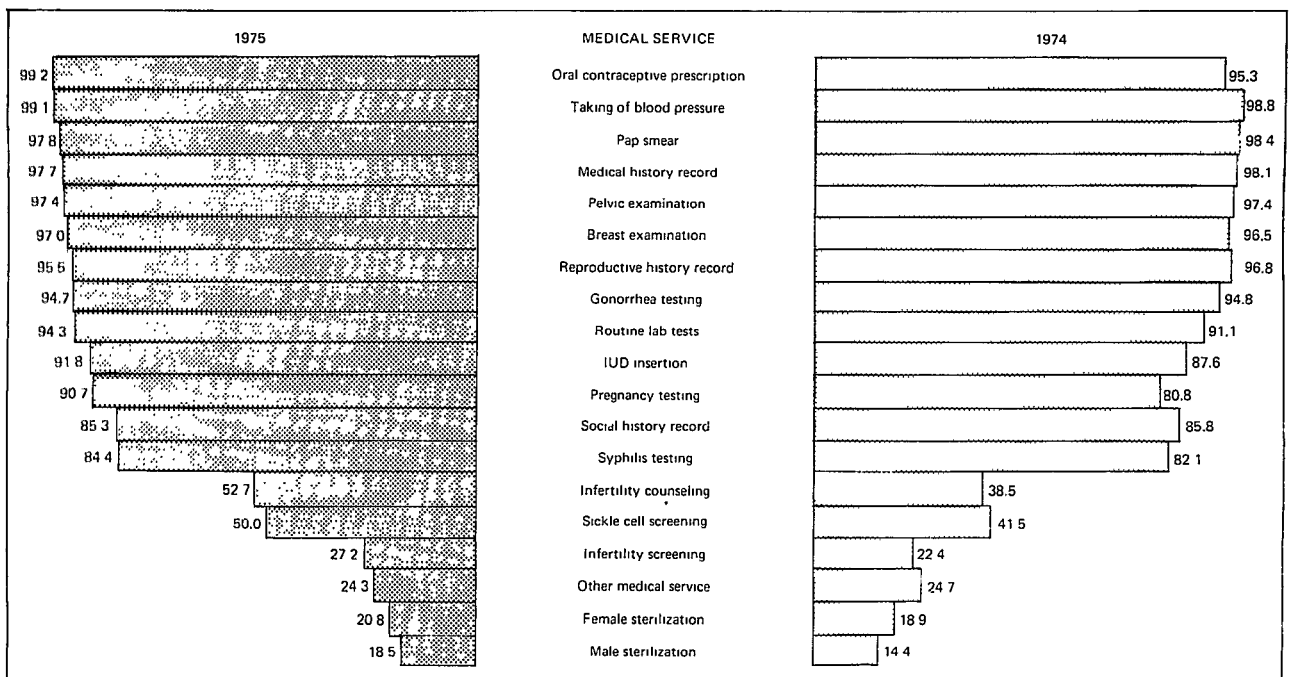 1975 MEDICAL SERVICE 1974
99 2 Oral contraceptive prescription 95.3
99 1 Taking of blood pressure 98.8
97 8 Pap smear 98 4
97 7 Medical history record 98.1
97 4 Pelvic examination 97.4
97 0 Breast examination 96.5
95 6 Reproductive history record 96.8
94.7 Gonorrhea testing 94.8
94 3 Routine lab tests 91.1
91 8 IUD insertion 87.6
90 7 Pregnancy testing 80.8
85 3 Social history record 85.8
84 4 Syphilis testing 82 1
52 7 Infertility counseling 38.5
50.0 Sickle cell screening 41 5
27 2 Infertility screening 22 4
24 3 Other medical service 24 7
20 8 Female sterilization 18 9
18 5 Male sterilization 14 4